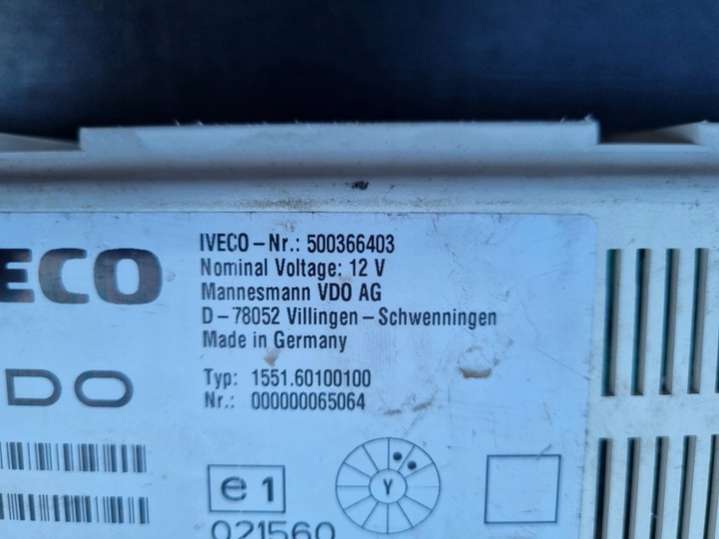 IVECO-Nr.: 500366403
Nominal Voltage: 12 V
ECO
Mannesmann VDO AG
D-78052 Villingen-Schwenningen
Made in Germany
DO
Typ: 1551.60100100
Nr.: 000000065064
e1
Y
021560